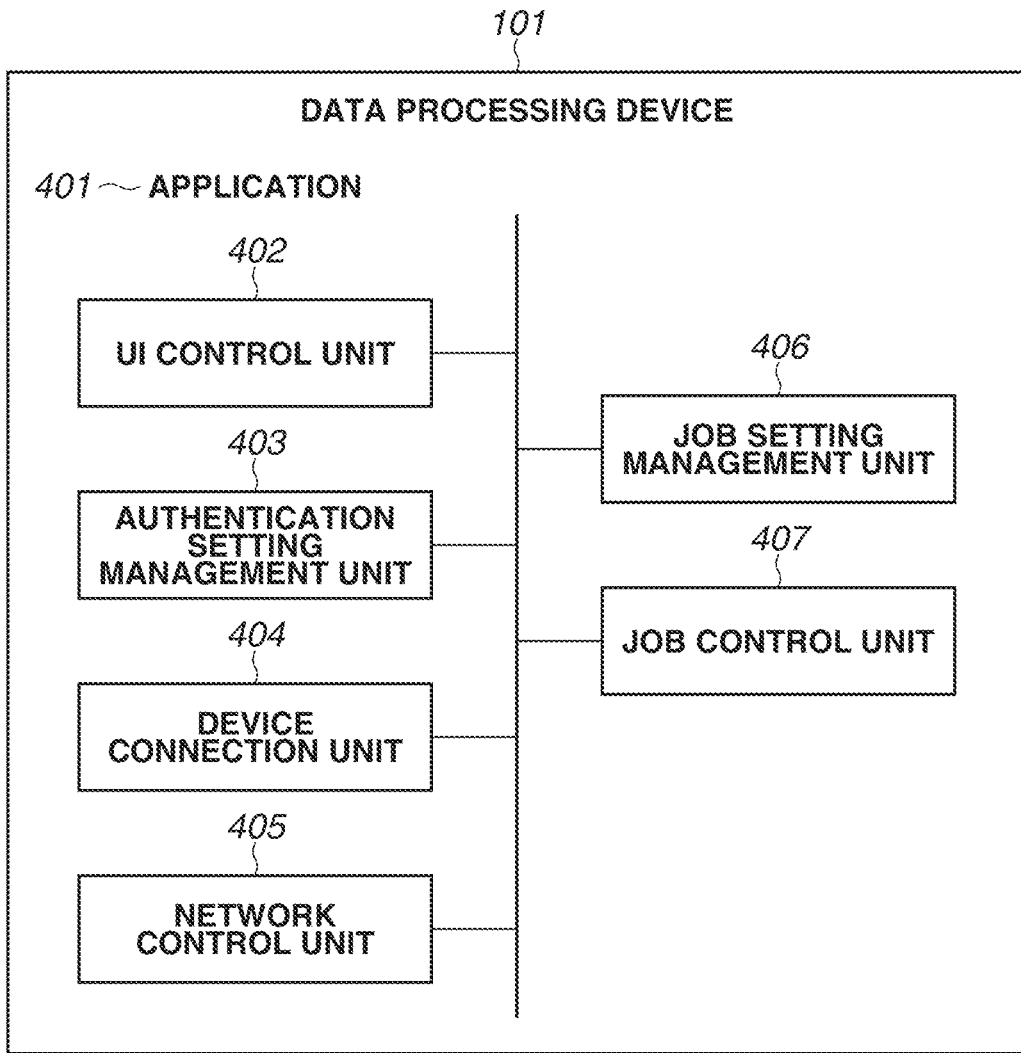 101
DATA PROCESSING DEVICE
401 APPLICATION
402
UI CONTROL UNIT
403
AUTHENTICATION
SETTING
MANAGEMENT UNIT
404
DEVICE
CONNECTION UNIT
405
NETWORK
CONTROL UNIT
406
JOB SETTING
MANAGEMENT UNIT
407
JOB CONTROL UNIT